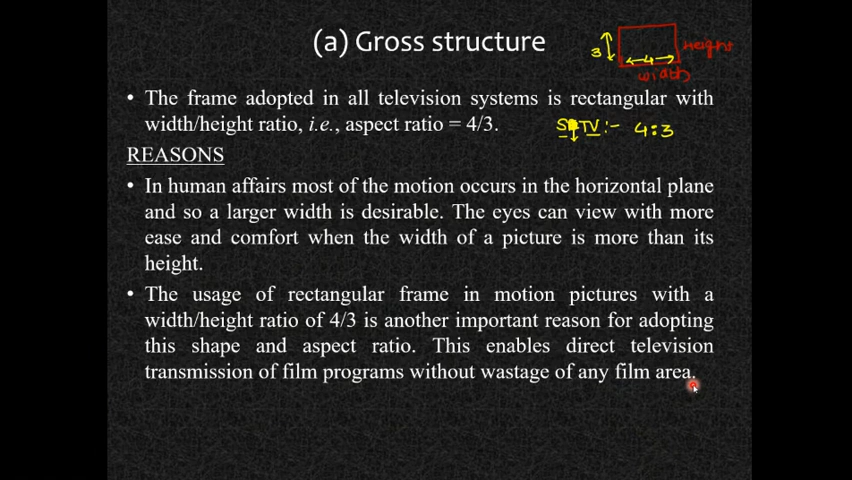 (a) Gross structure
3
4
Height
width
• The frame adopted in all television systems is rectangular with
width/height ratio, i.e., aspect ratio = 4/3.
TV :- 4:3
REASONS
• In human affairs most of the motion occurs in the horizontal plane
and so a larger width is desirable. The eyes can view with more
ease and comfort when the width of a picture is more than its
height.
• The usage of rectangular frame in motion pictures with a
width/height ratio of 4/3 is another important reason for adopting
this shape and aspect ratio. This enables direct television
transmission of film programs without wastage of any film area.